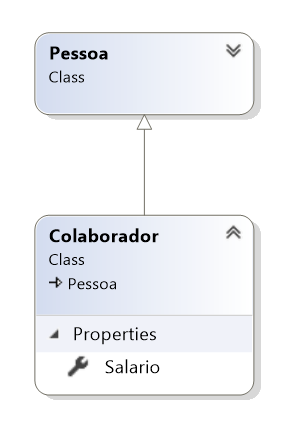 Pessoa
Class
Colaborador
Class
Pessoa
Properties
Salario